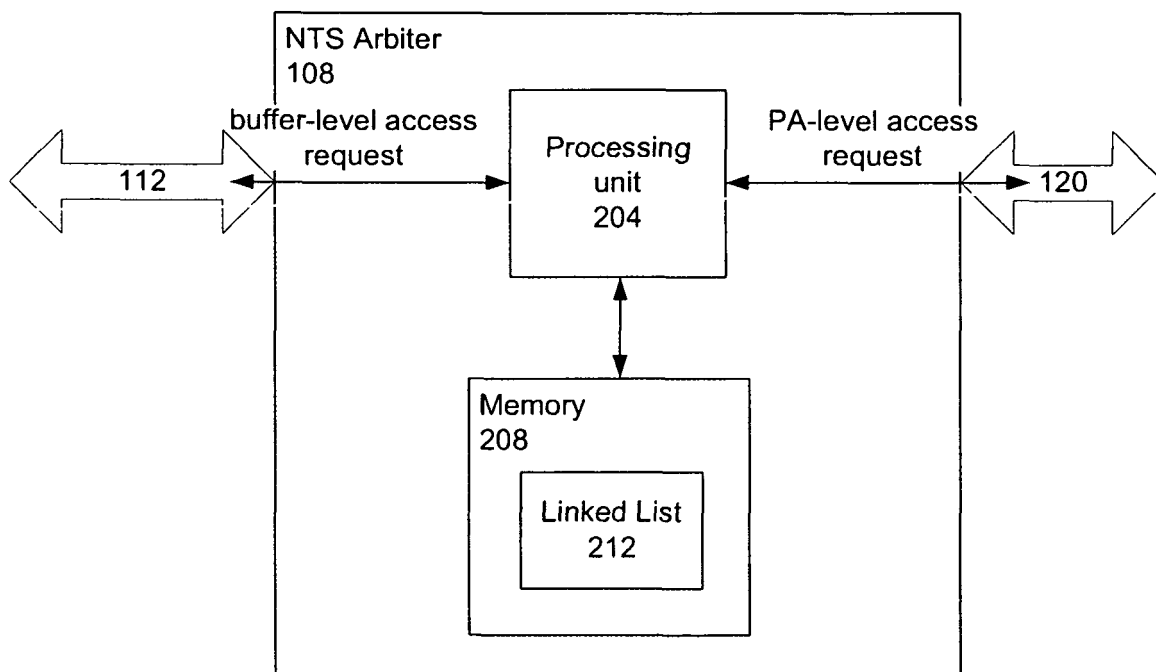 NTS Arbiter
108
buffer-level access
request
PA-level access
request
Processing
unit
204
112
120
Memory
208
Linked List
212